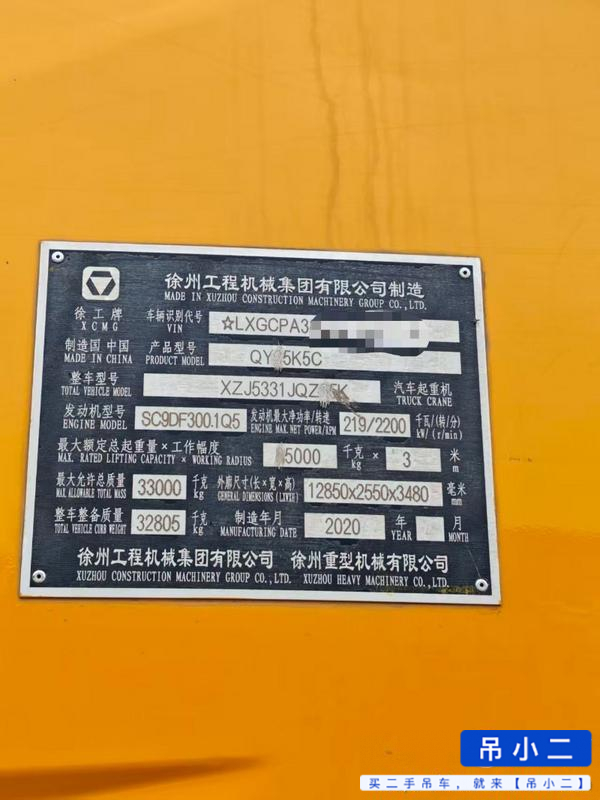 徐州工程机械集团有限公司制造
MADE IN XUZHOU CONSTRUCTION MACHINERY GROUP CO.,LTD.
徐工牌 车辆识别代号 ☆LXGCPA3
XCMG VIN
制造国 中国 产品型号 QY 5K5C
MADE IN CHINA PRODUCT MODEL
整车型号 XZJ5331JQZ 5K 汽车起重机
TOTAL VEHICLE MODEL TRUCK CRANE
发动机型号 SC9DF300.1Q5 发动机最大净功率/转速 219/2200 千瓦/(转/分)
ENGINE MODEL ENGINE MAX.NET POWER/RPM kW/(r/min)
最大额定总起重量×工作幅度 5000 千克 × 3 米
MAX. RATED LIFTING CAPACITY × WORKING RADIUS kg m
最大允许总质量 33000 千克 外廓尺寸(长×宽×高) 12850x2550x3480 毫米
MAX ALLOWABLE TOTAL MASS kg GENERAL DIMENSIONS (LXWXH) mm
整车整备质量 32805 千克 制造年月 2020 年 月
TOTAL VEHICLE CURB WEIGHT kg MANUFACTURING DATE YEAR MONTH
徐州工程机械集团有限公司 徐州重型机械有限公司
XUZHOU CONSTRUCTION MACHINERY GROUP CO.,LTD. XUZHOU HEAVY MACHINERY CO.,LTD.
吊小二
买二手吊车，就来【吊小二】